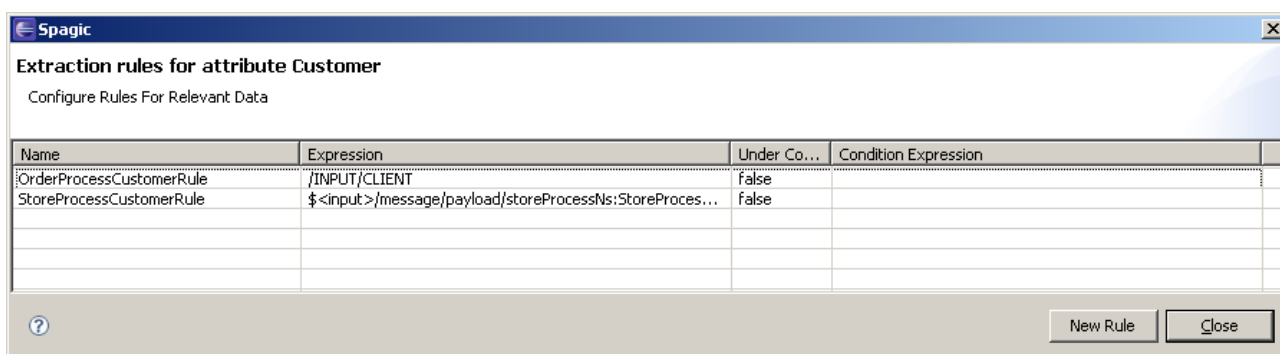 Spagic
Extraction rules for attribute Customer
Configure Rules For Relevant Data
Name Expression Under Co... Condition Expression
OrderProcessCustomerRule /INPUT/CLIENT false
StoreProcessCustomerRule $<input>/message/payload/storeProcessNs:StoreProces... false
New Rule Close